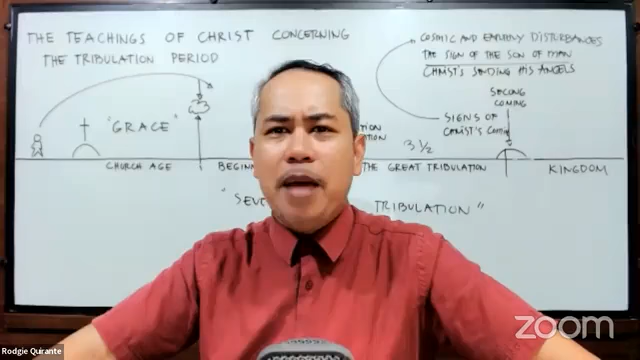 THE TEACHINGS OF CHRIST CONCERNING
THE TRIBULATION PERIOD
COSMIC AND EARTHLY DISTURBANCES
THE SIGN OF THE SON OF MAN
CHRIST'S SENDING HIS ANGELS
SECOND
COMING
"GRACE"
SIGNS OF
CHRIST'S
3 1/2
CHURCH AGE
THE GREAT TRIBULATION
KINGDOM
TRIBULATION"
zoom
Rodgie Quirante